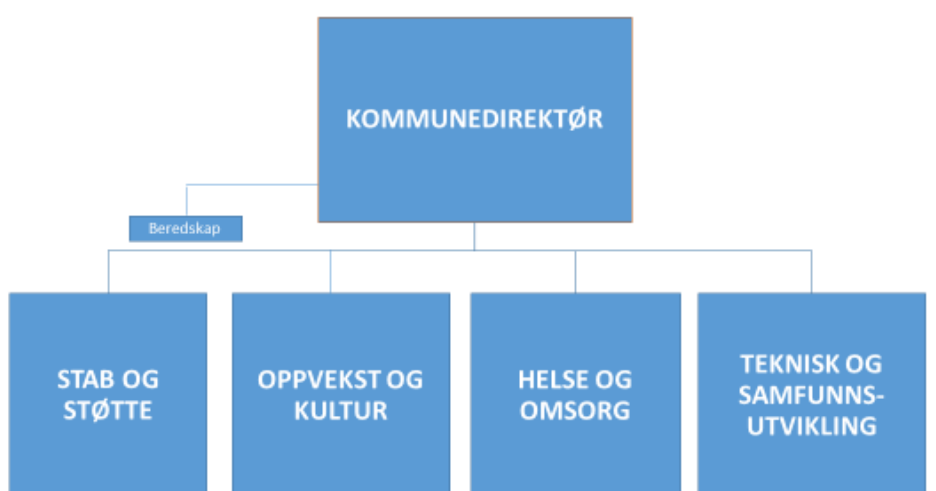 KOMMUNEDIREKTØR
Beredskap
STAB OG
STØTTE
OPPVEKST OG
KULTUR
HELSE OG
OMSORG
TEKNISK OG
SAMFUNNS-
UTVIKLING